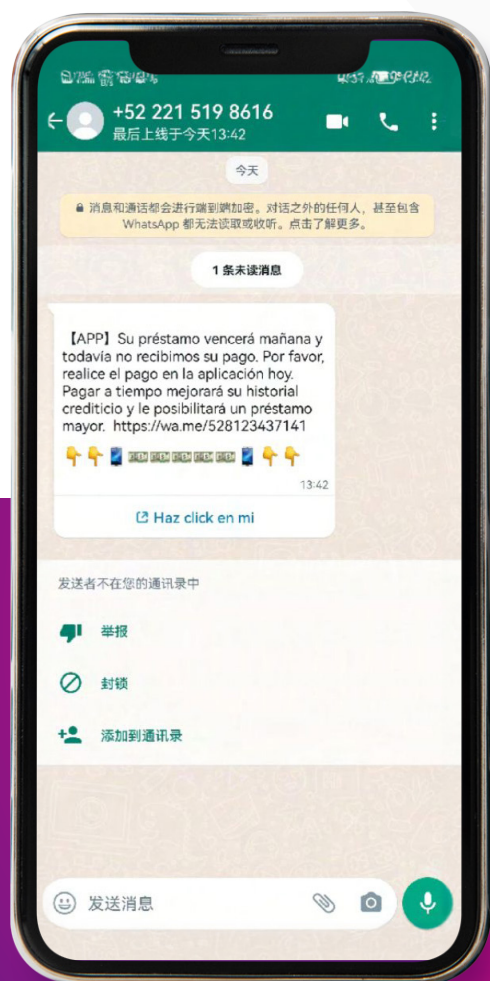 +52 221 519 8616
最后上线于今天13:42
今天
消息和通话都会进行端到端加密。对话之外的任何人，甚至包含
WhatsApp 都无法读取或收听。点击了解更多。
1 条未读消息
【APP】Su préstamo vencerá mañana y
todavía no recibimos su pago. Por favor,
realice el pago en la aplicación hoy.
Pagar a tiempo mejorará su historial
crediticio y le posibilitará un préstamo
mayor. https://wa.me/528123437141
13:42
Haz click en mi
发送者不在您的通讯录中
举报
封锁
添加到通讯录
发送消息